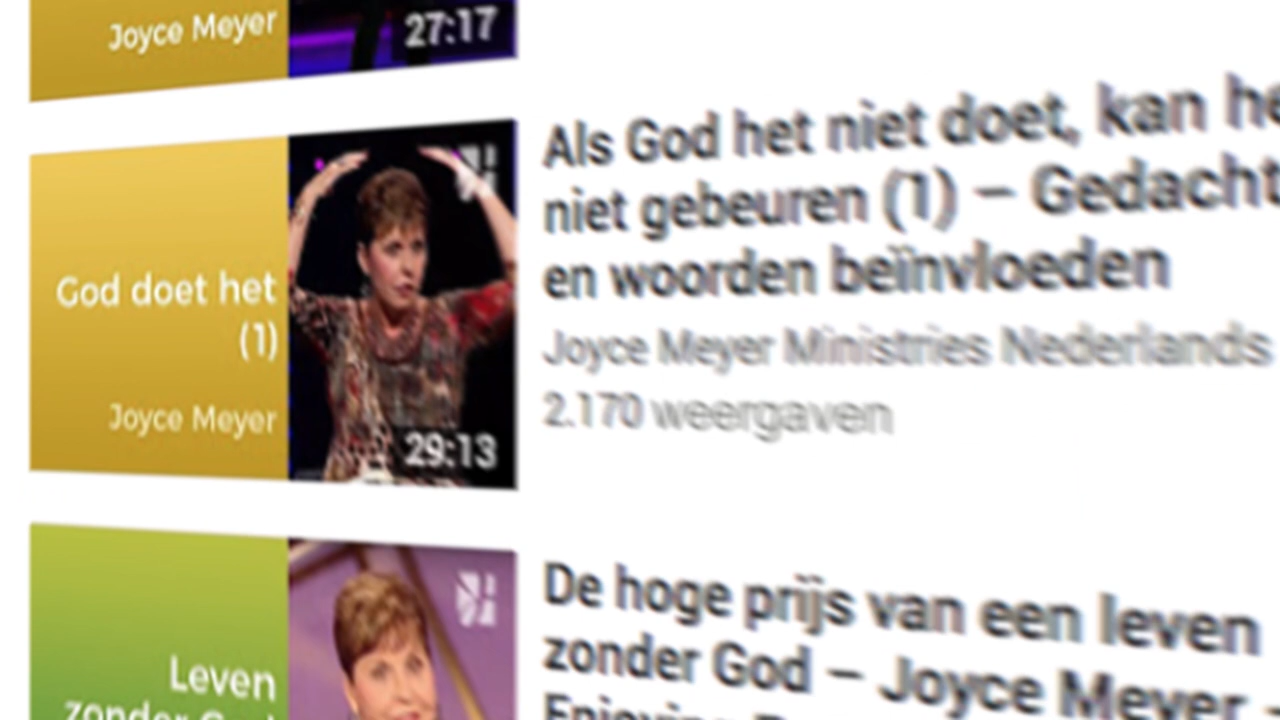 Joyce Meyer
27:17
God doet het
(1)
Joyce Meyer
29:13
Als God het niet doet, kan
niet gebeuren (1) – 
en woorden beïnvloeden
Joyce Meyer Ministries Nederlands
2.170 weergaven
Leven
zonder God
De hoge prijs van een leven
zonder God – Joyce Meyer -